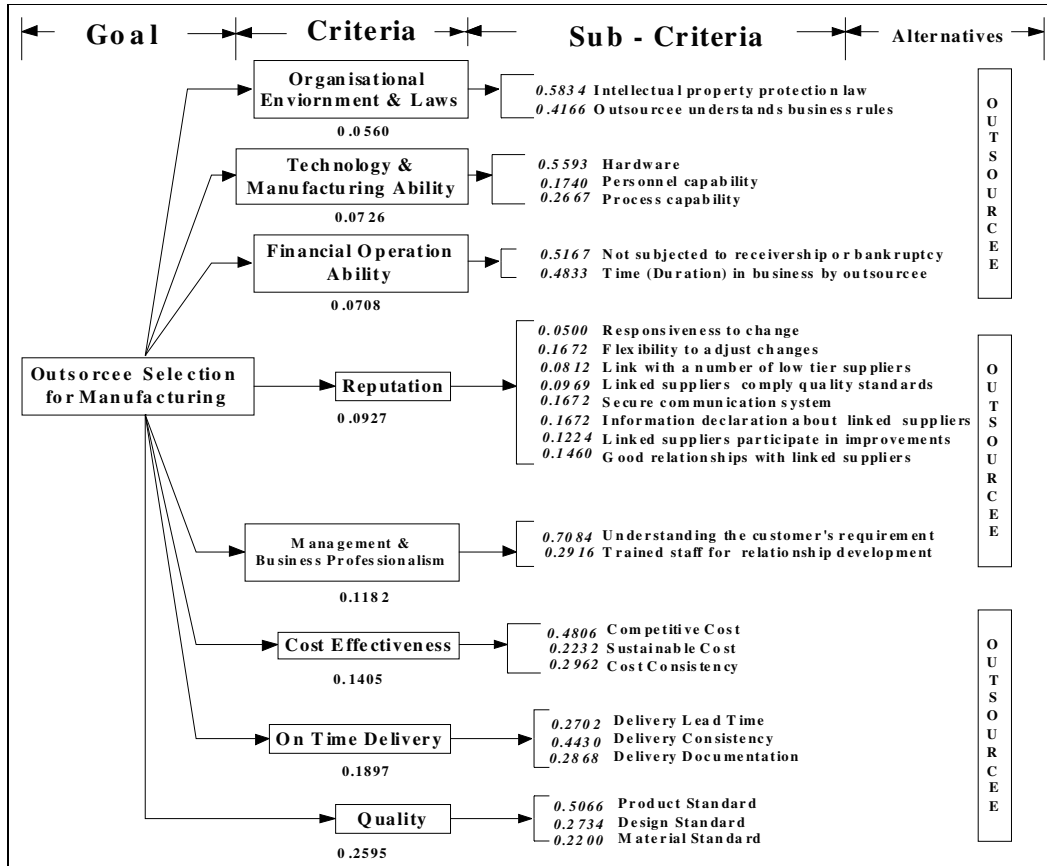 Goal
Criteria
Sub - Criteria
Alternatives
Organisational
Enviornment & Laws
0.0560
0.5834 Intellectual property protection law
0.4166 Outsourcee understands business rules
Technology &
Manufacturing Ability
0.0726
0.5593 Hardware
0.1740 Personnel capability
0.2667 Process capability
Financial Operation
Ability
0.0708
0.5167 Not subjected to receivership or bankruptcy
0.4833 Time (Duration) in business by outsourcee
OUTSOURCEE
Outsorcee Selection
for Manufacturing
Reputation
0.0927
0.0500 Responsiveness to change
0.1672 Flexibility to adjust changes
0.0812 Link with a number of low tier suppliers
0.0969 Linked suppliers comply quality standards
0.1672 Secure communication system
0.1672 Information declaration about linked suppliers
0.1224 Linked suppliers participate in improvements
0.1460 Good relationships with linked suppliers
Management &
Business Professionalism
0.1182
0.7084 Understanding the customer's requirement
0.2916 Trained staff for relationship development
OUTSOURCEE
Cost Effectiveness
0.1405
0.4806 Competitive Cost
0.2232 Sustainable Cost
0.2962 Cost Consistency
On Time Delivery
0.1897
0.2702 Delivery Lead Time
0.4430 Delivery Consistency
0.2868 Delivery Documentation
Quality
0.2595
0.5066 Product Standard
0.2734 Design Standard
0.2200 Material Standard
OUTSOURCEE